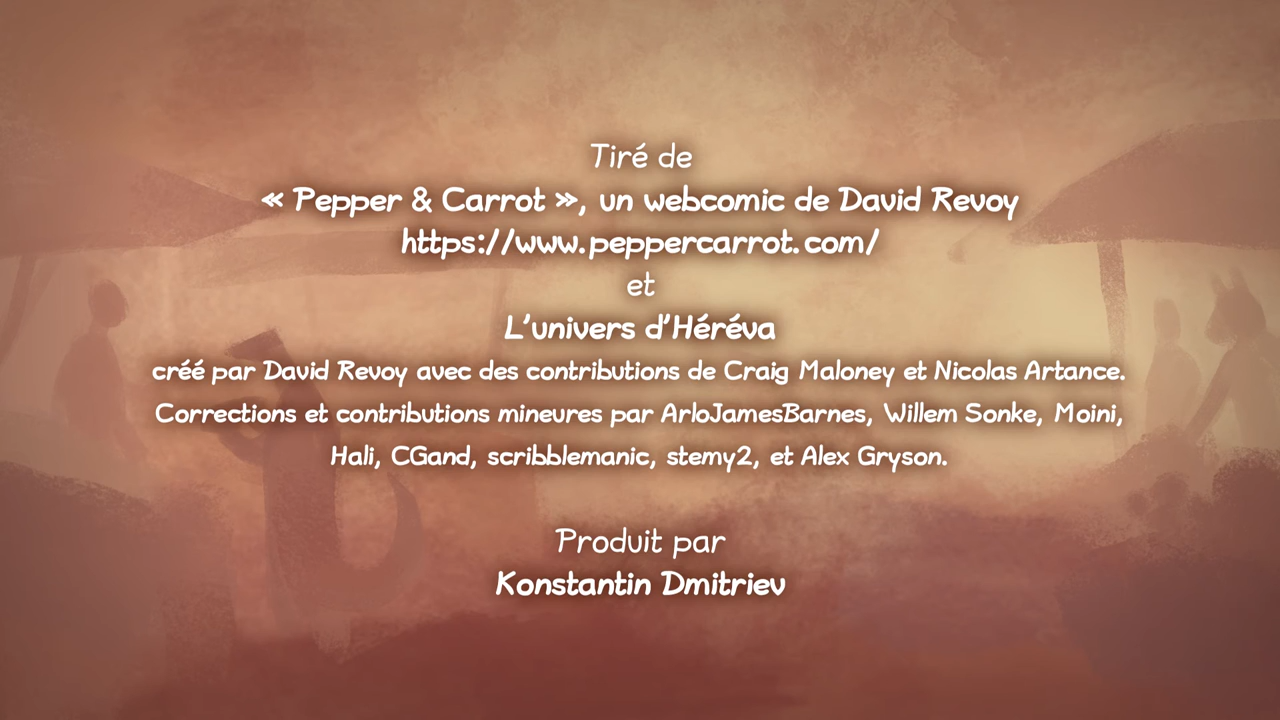 Tiré de
« Pepper & Carrot », un webcomic de David Revoy
https://www.peppercarrot.com/
et
L'univers d'Héréva
créé par David Revoy avec des contributions de Craig Maloney et Nicolas Artance.
Corrections et contributions mineures par ArloJamesBarnes, Willem Sonke, Moini,
Hali, CGand, scribblemanic, stemy2, et Alex Gryson.
Produit par
Konstantin Dmitriev